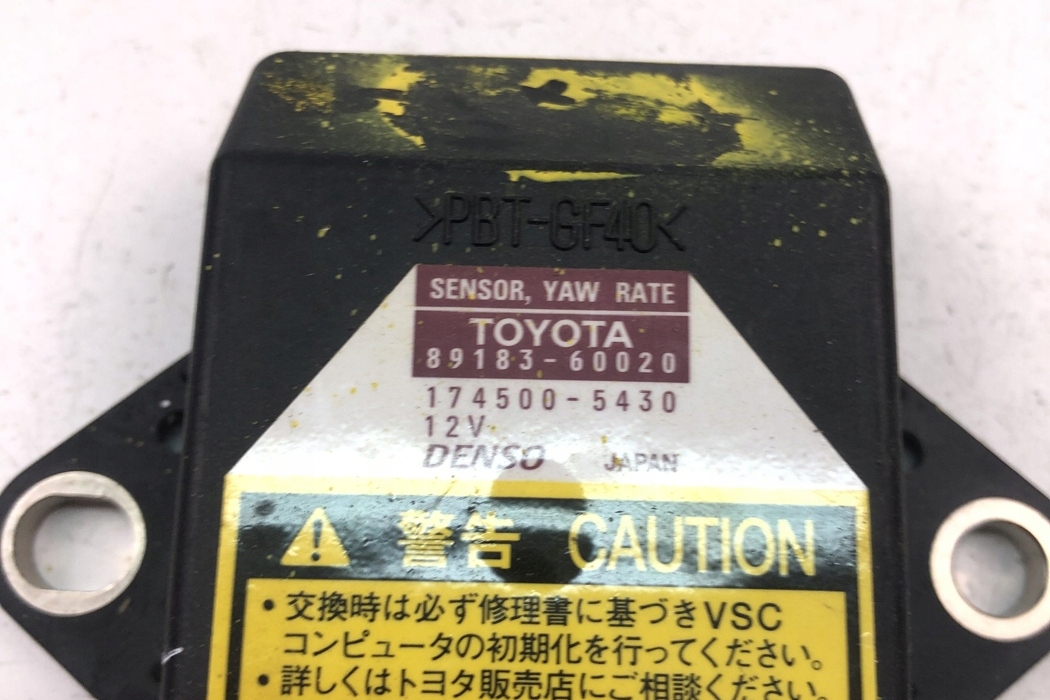 >PBT-GF40<
SENSOR, YAW RATE
TOYOTA
89183-60020
174500-5430
12V
DENSO JAPAN
警告 CAUTION
・交換時は必ず修理書に基づきVSC
コンピュータの初期化を行ってください。
・詳しくはトヨタ販売店にご相談ください。